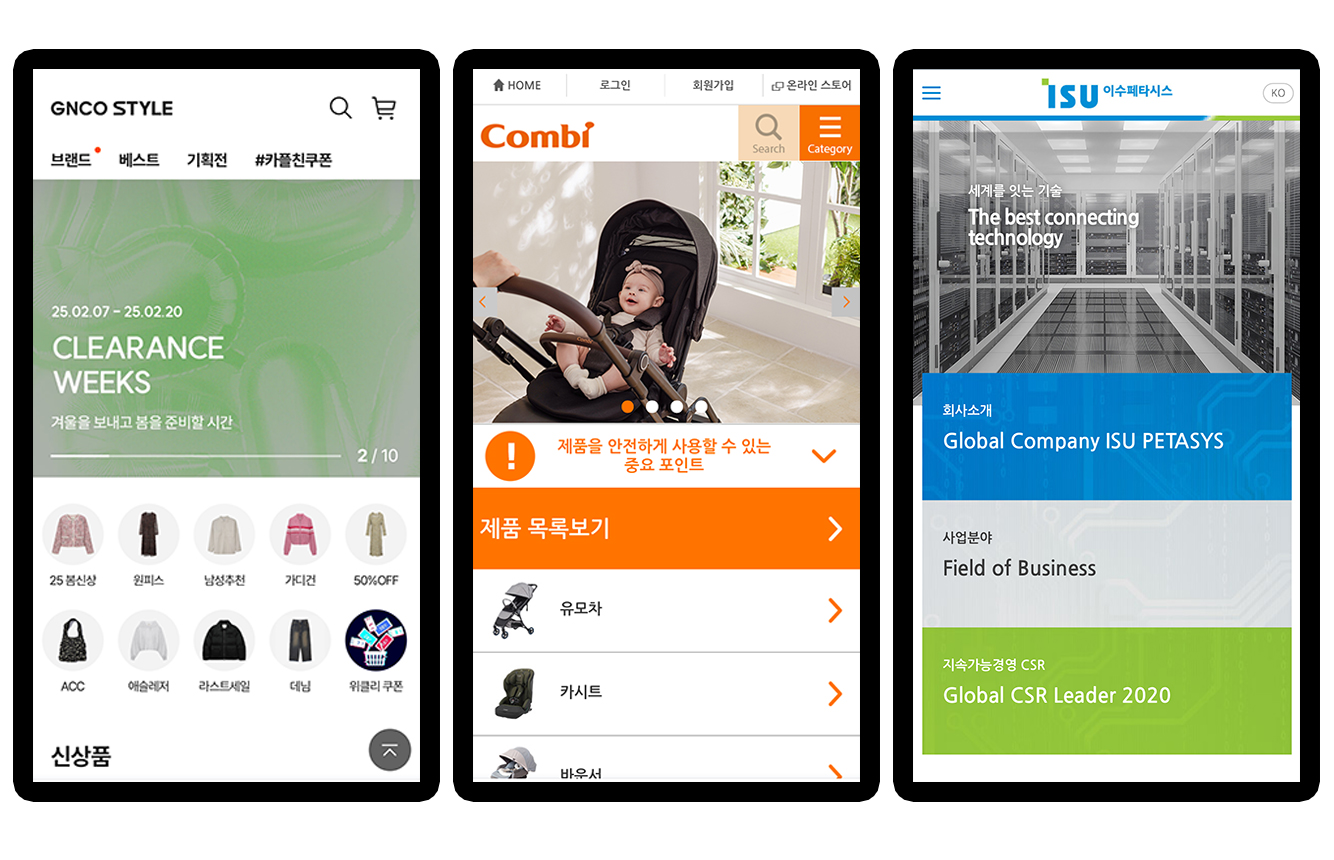 GNCO STYLE
브랜드 베스트 기획전 #카플친쿠폰
25.02.07 – 25.02.20
CLEARANCE
WEEKS
겨울을 보내고 봄을 준비할 시간
2 / 10
25 봄신상 원피스 남성추천 가디건 50%OFF
ACC 애슬레저 라스트세일 데님 위클리 쿠폰
신상품
HOME 로그인 회원가입 온라인 스토어
Combi
Search
Category
제품을 안전하게 사용할 수 있는
중요 포인트
제품 목록보기
유모차
카시트
바운서
ISU 이수페타시스
KO
세계를 잇는 기술
The best connecting
technology
회사소개
Global Company ISU PETASYS
사업분야
Field of Business
지속가능경영 CSR
Global CSR Leader 2020